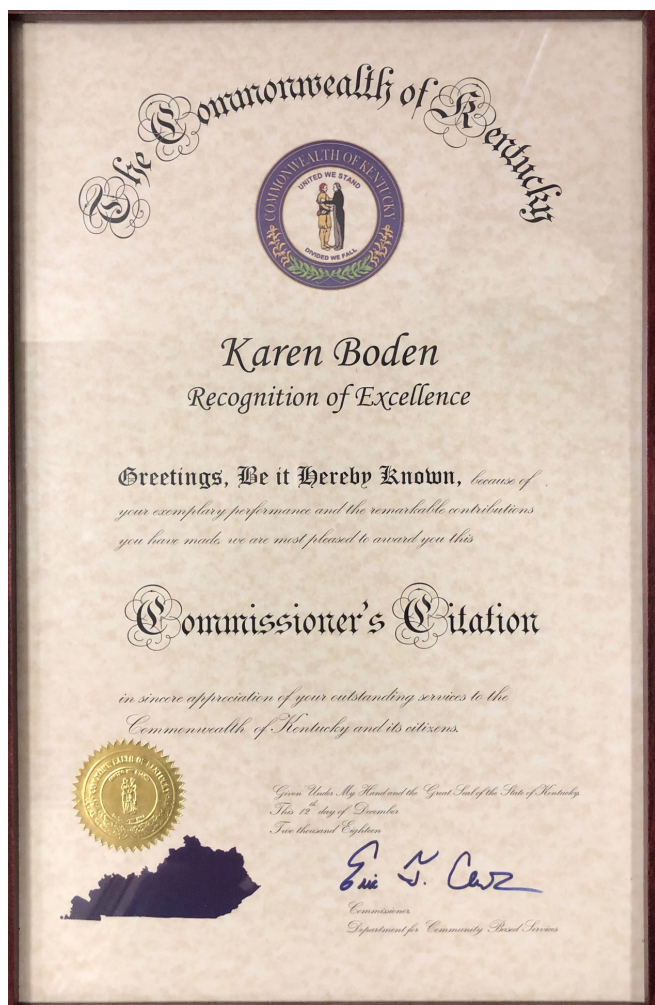 The Commonwealth of Kentucky
COMMONWEALTH OF KENTUCKY
UNITED WE STAND
DIVIDED WE FALL
Karen Boden
Recognition of Excellence
Greetings, Be it Hereby Known, because of
your exemplary performance and the remarkable contributions
you have made, we are most pleased to award you this
Commissioner's Citation
in sincere appreciation of your outstanding services to the
Commonwealth of Kentucky and its citizens.
Given Under My Hand and the Great Seal of the State of Kentucky
This 12th day of December
Two thousand Eighteen
Eric T.
Commissioner,
Department for Community Based Services